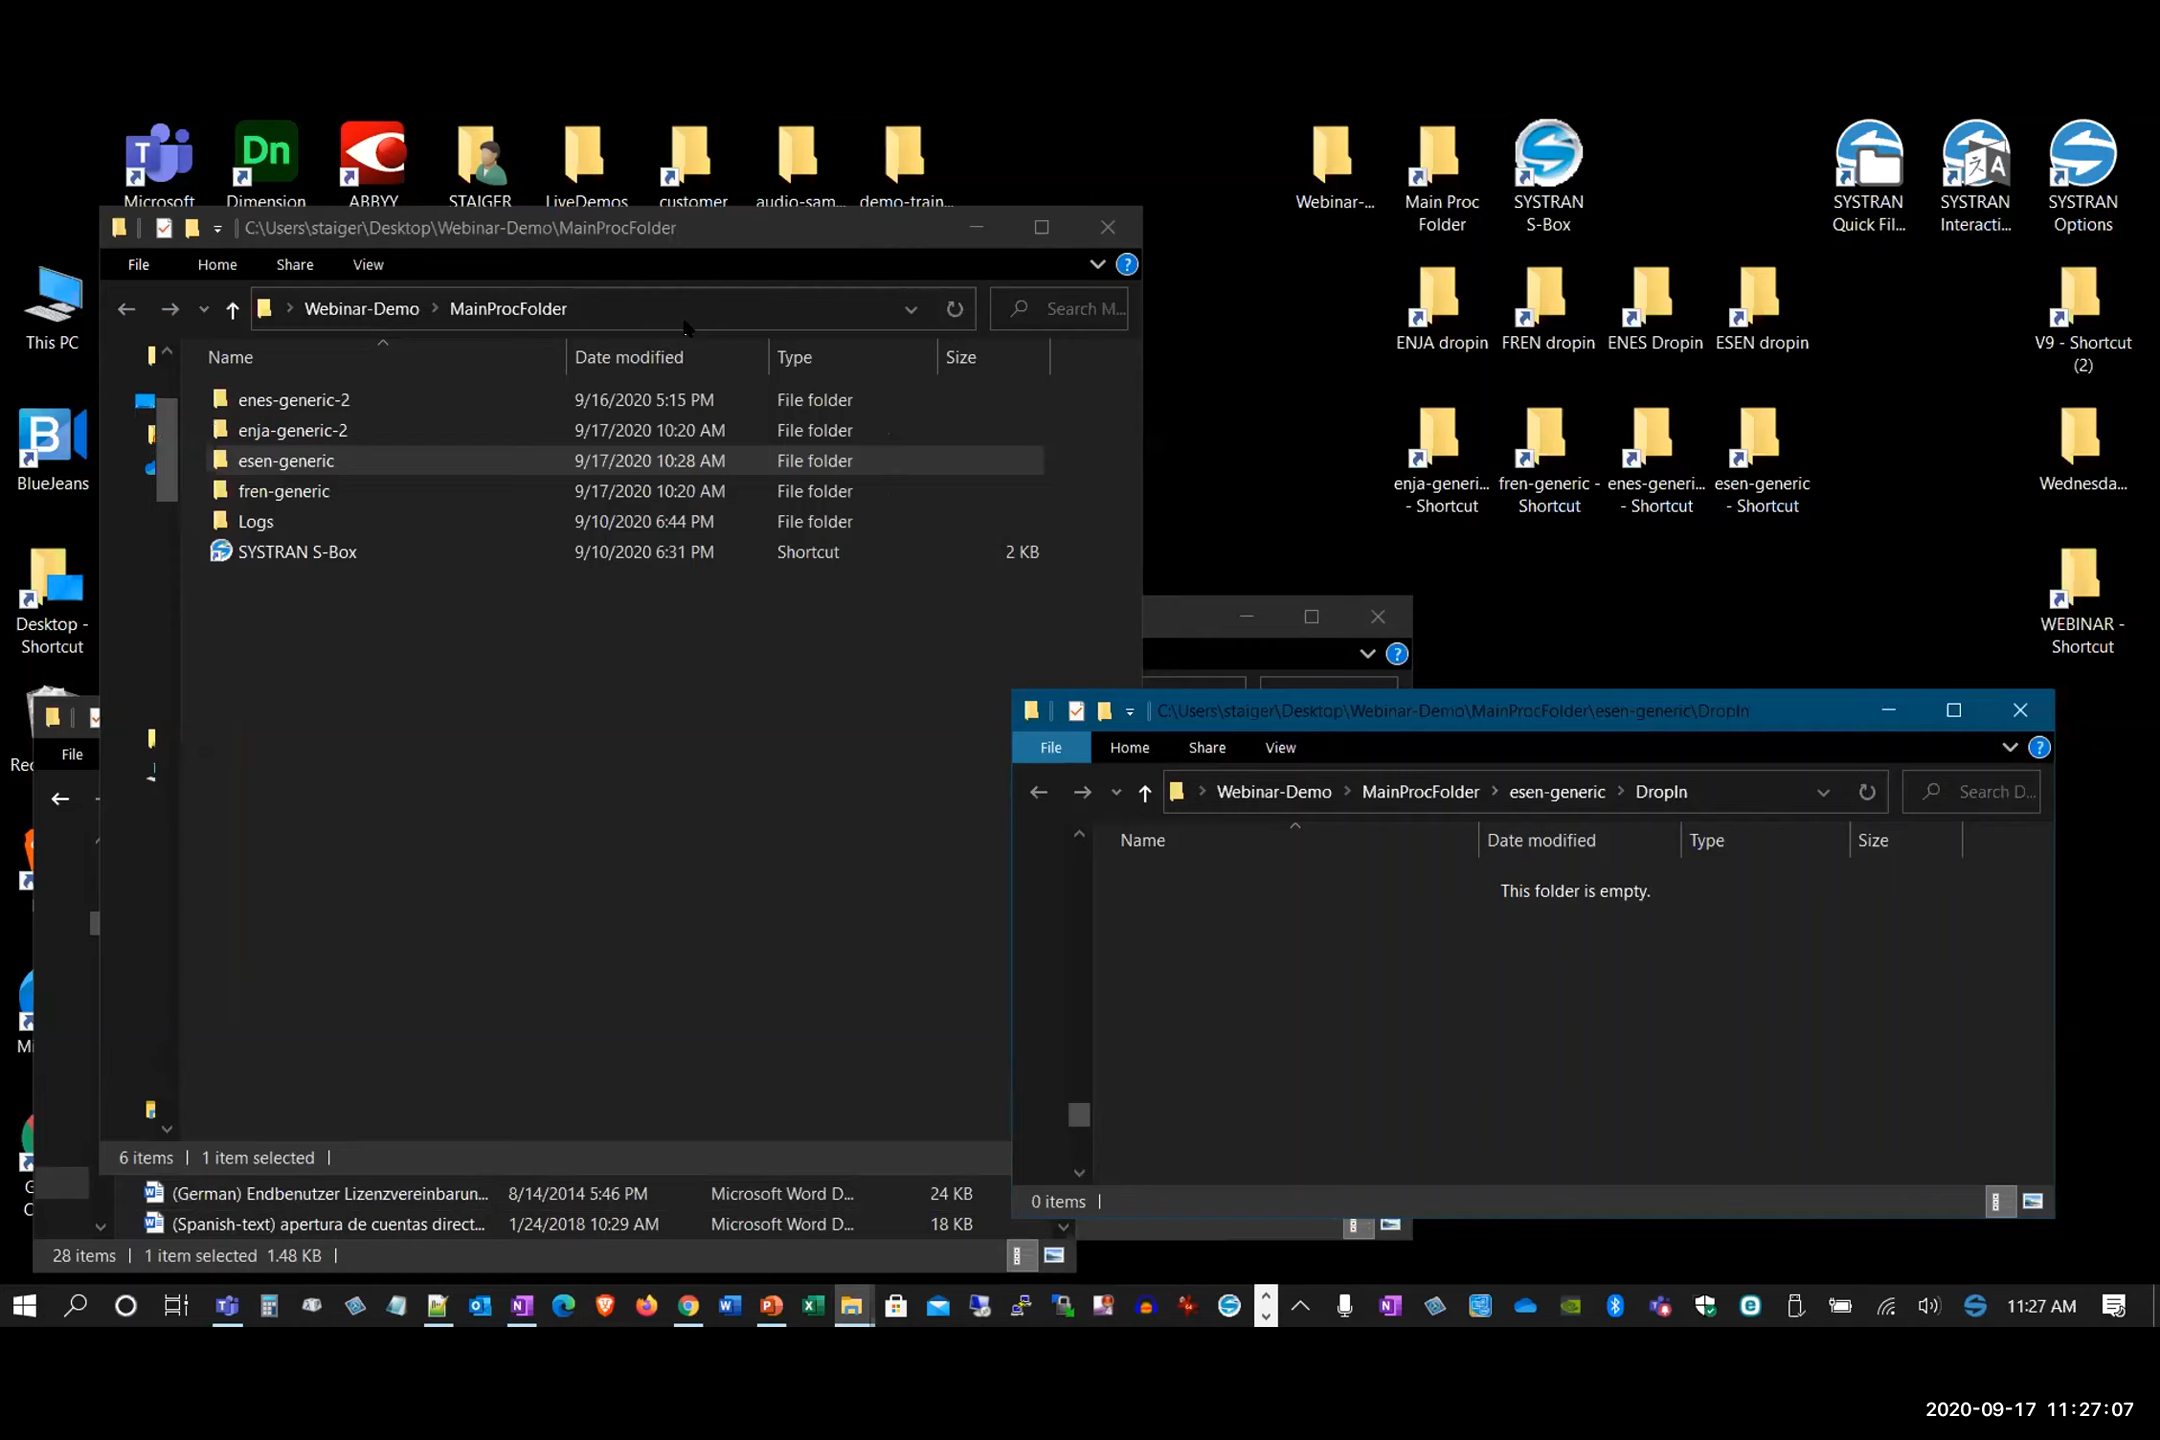 Microsoft
Dimension
ABBYY
STAIGER
LiveDemos
customer
audio-sam...
demo-train...
Webinar-...
Main Proc
Folder
SYSTRAN
S-Box
SYSTRAN
Quick Fil...
SYSTRAN
Interacti...
SYSTRAN
Options
This PC
BlueJeans
Desktop -
Shortcut
ENJA dropin
FREN dropin
ENES Dropin
ESEN dropin
V9 - Shortcut
(2)
enja-generi...
- Shortcut
fren-generic -
Shortcut
enes-generi...
- Shortcut
esen-generic
- Shortcut
Wednesda...
WEBINAR -
Shortcut
C:\Users\staiger\Desktop\Webinar-Demo\MainProcFolder
File Home Share View
Webinar-Demo MainProcFolder
Search M...
Name Date modified Type Size
enes-generic-2 9/16/2020 5:15 PM File folder
enja-generic-2 9/17/2020 10:20 AM File folder
esen-generic 9/17/2020 10:28 AM File folder
fren-generic 9/17/2020 10:20 AM File folder
Logs 9/10/2020 6:44 PM File folder
SYSTRAN S-Box 9/10/2020 6:31 PM Shortcut 2 KB
6 items 1 item selected
File
(German) Endbenutzer Lizenzvereinbarun... 8/14/2014 5:46 PM Microsoft Word D... 24 KB
(Spanish-text) apertura de cuentas direct... 1/24/2018 10:29 AM Microsoft Word D... 18 KB
28 items 1 item selected 1.48 KB
C:\Users\staiger\Desktop\Webinar-Demo\MainProcFolder\esen-generic\DropIn
File Home Share View
Webinar-Demo MainProcFolder esen-generic DropIn
Search D...
Name Date modified Type Size
This folder is empty.
0 items
11:27 AM
2020-09-17 11:27:07